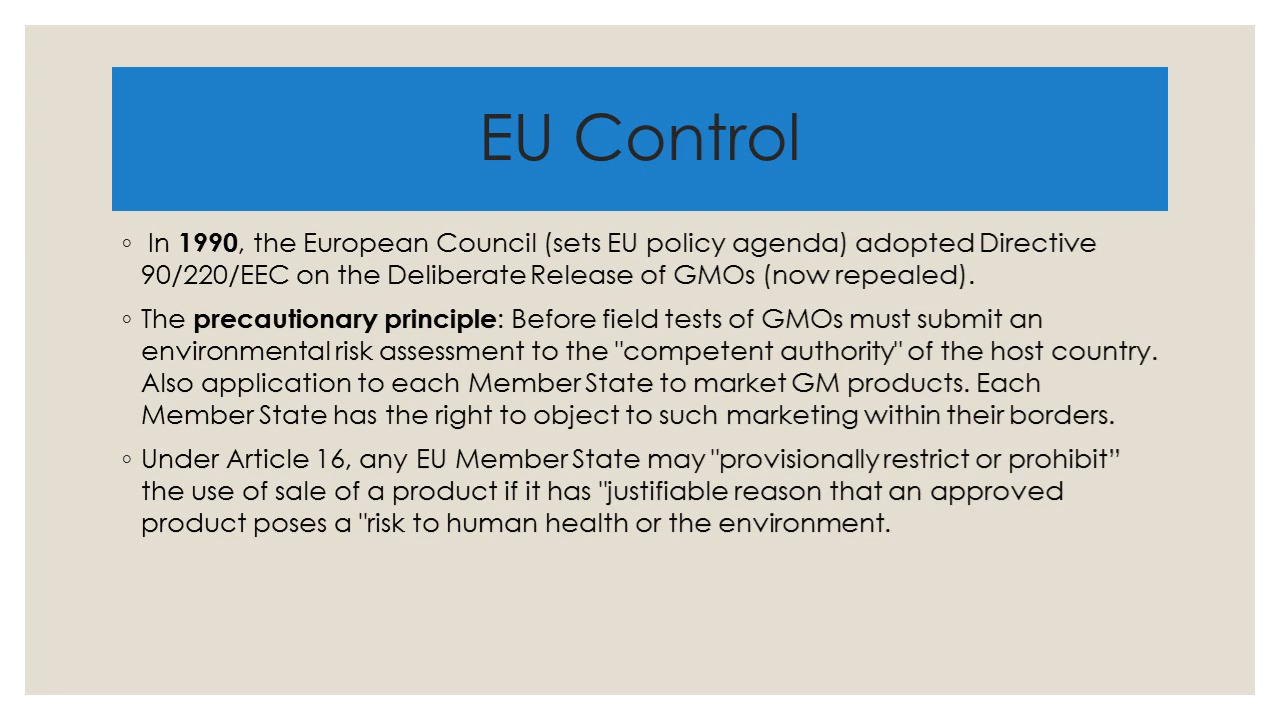 EU Control
◦ In 1990, the European Council (sets EU policy agenda) adopted Directive
90/220/EEC on the Deliberate Release of GMOs (now repealed).
◦ The precautionary principle: Before field tests of GMOs must submit an
environmental risk assessment to the "competent authority" of the host country.
Also application to each Member State to market GM products. Each
Member State has the right to object to such marketing within their borders.
◦ Under Article 16, any EU Member State may "provisionally restrict or prohibit”
the use of sale of a product if it has "justifiable reason that an approved
product poses a "risk to human health or the environment.